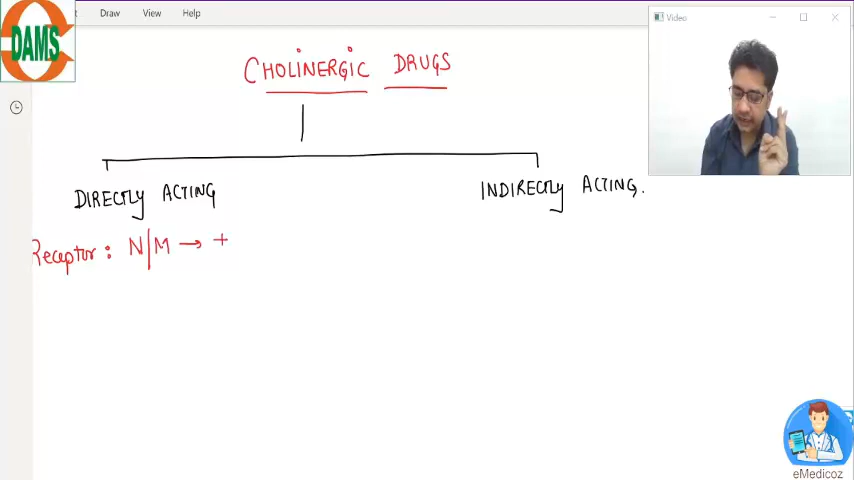 DAMS
Draw View Help
Video
CHOLINERGIC DRUGS
DIRECTLY ACTING
INDIRECTLY ACTING.
Receptor: N/M → +
eMedicoz